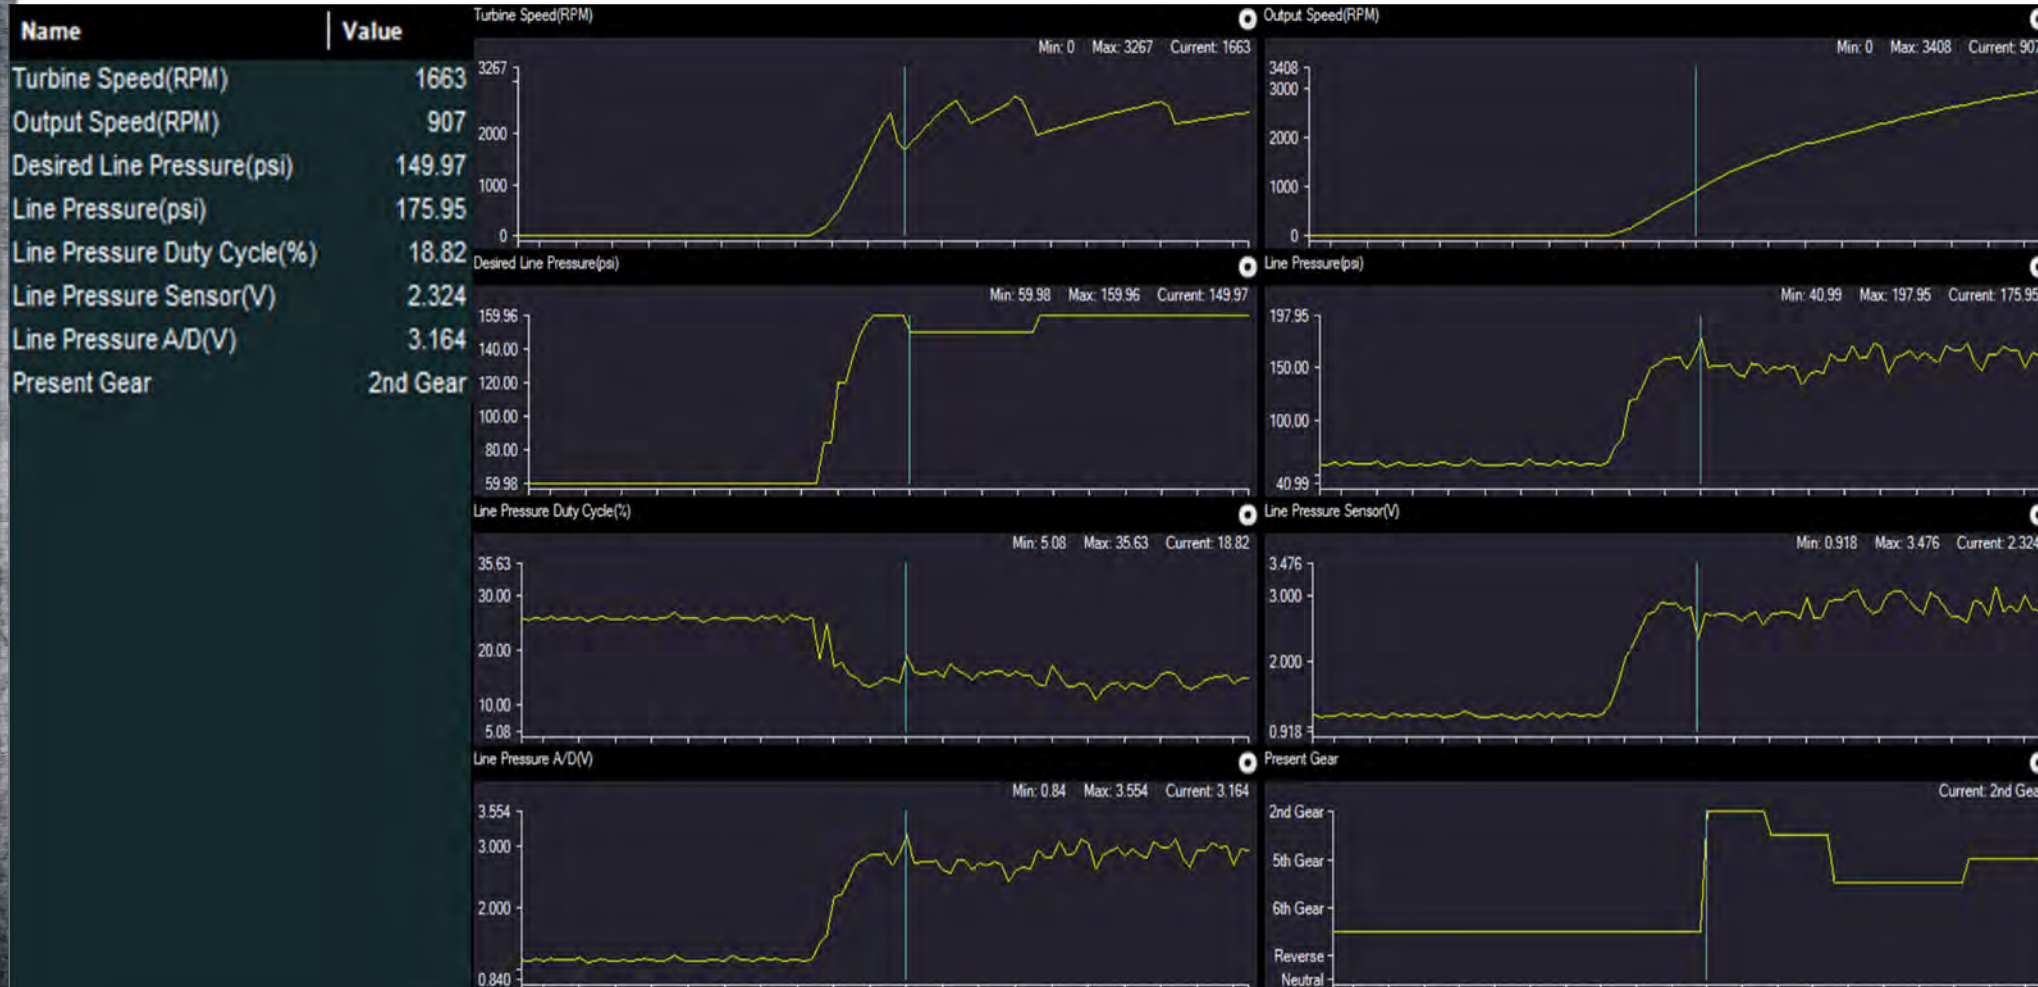 Name Value
Turbine Speed(RPM) 1663
Output Speed(RPM) 907
Desired Line Pressure(psi) 149.97
Line Pressure(psi) 175.95
Line Pressure Duty Cycle(%) 18.82
Line Pressure Sensor(V) 2.324
Line Pressure A/D(V) 3.164
Present Gear 2nd Gear
Turbine Speed(RPM)
Min: 0 Max: 3267 Current: 1663
3267
2000
1000
0
Output Speed(RPM)
Min: 0 Max: 3408 Current: 907
3408
3000
2000
1000
0
Desired Line Pressure(psi)
Min: 59.98 Max: 159.96 Current: 149.97
159.96
140.00
120.00
100.00
80.00
59.98
Line Pressure(psi)
Min: 40.99 Max: 197.95 Current: 175.95
197.95
150.00
100.00
40.99
Line Pressure Duty Cycle(%)
Min: 5.08 Max: 35.63 Current: 18.82
35.63
30.00
20.00
10.00
5.08
Line Pressure Sensor(V)
Min: 0.918 Max: 3.476 Current: 2.324
3.476
3.000
2.000
0.918
Line Pressure A/D(V)
Min: 0.84 Max: 3.554 Current: 3.164
3.554
3.000
2.000
0.840
Present Gear
Current: 2nd Gea
2nd Gear
5th Gear
6th Gear
Reverse
Neutral